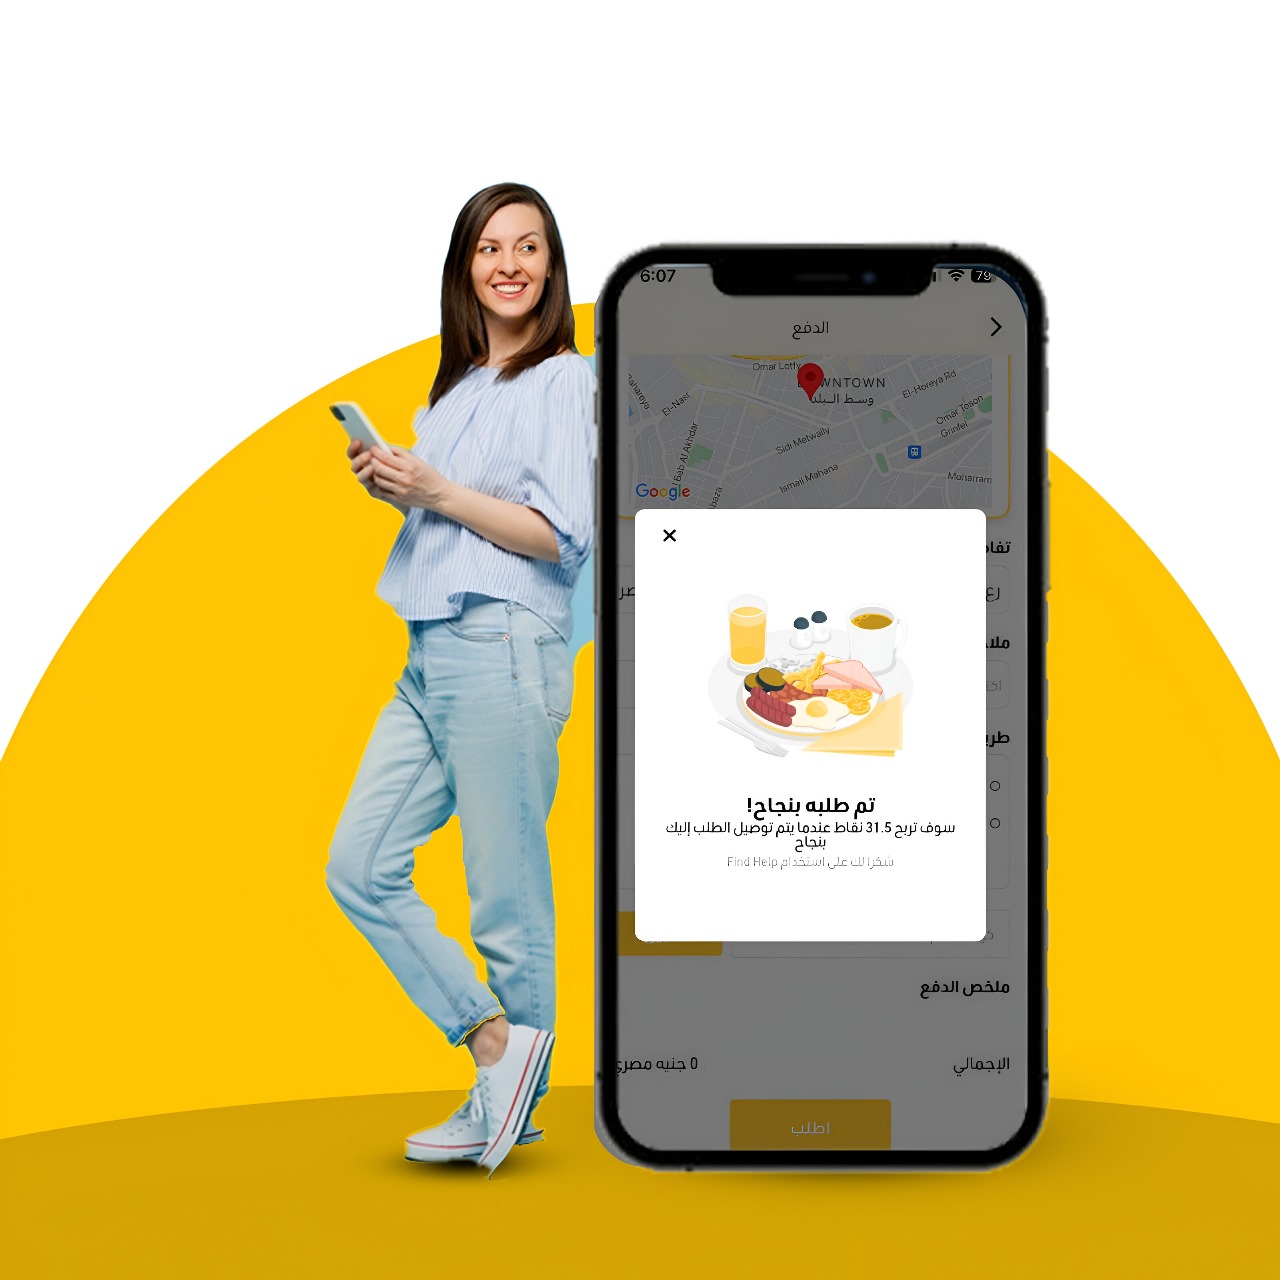 6:07
79
الدفع
Omar Lotfy
El-Horeya Rd
وسط البلد
El-Nasr
Omar Toson
Grinfel
Sidi Metwally
Bab Al Akhdar
Ismail Mahana
Moharram
Google
تم طلبه بنجاح!
سوف تربح 31.5 نقاط عندما يتم توصيل الطلب إليك
بنجاح
شكرا لك على استخدام Find Help
ملخص الدفع
الإجمالي
0 جنيه مصري
اطلب